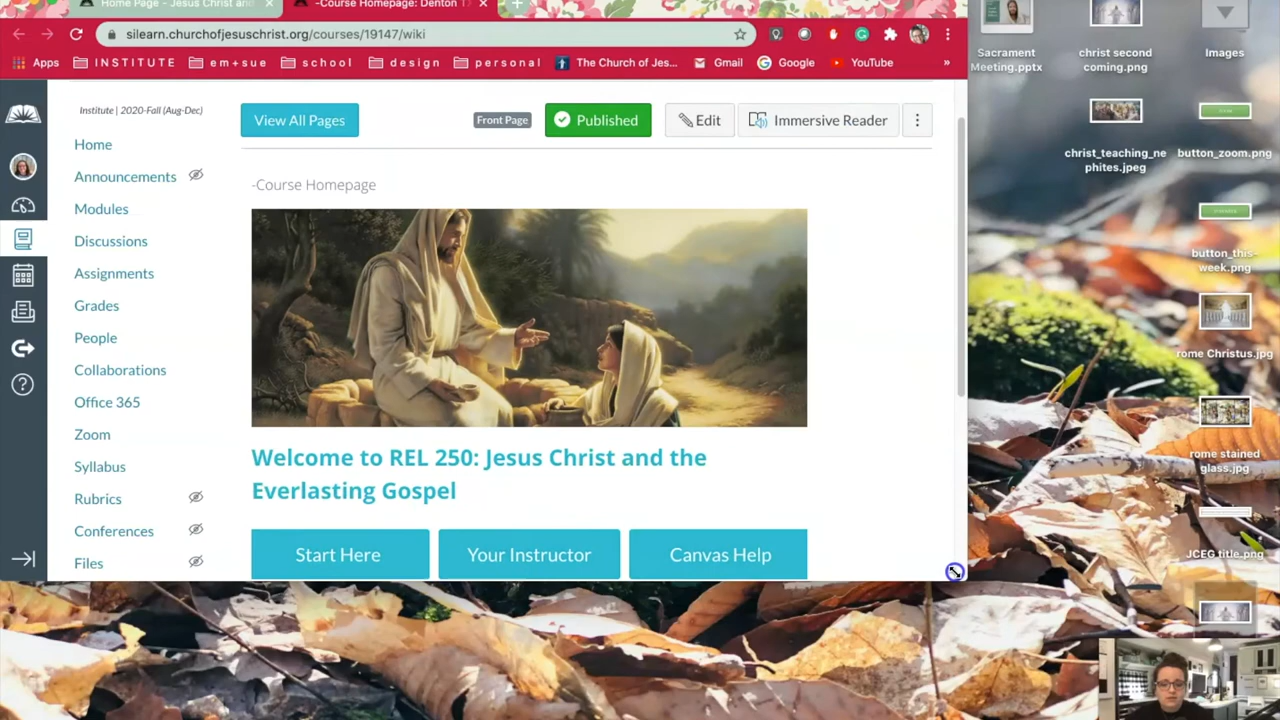 Home Page - Jesus Christ and
-Course Homepage: Denton T
silearn.churchofjesuschrist.org/courses/19147/wiki
Apps
INSTITUTE
em+sue
school
design
personal
The Church of Jes...
Gmail
Google
YouTube
»
Institute | 2020-Fall (Aug-Dec)
Home
Announcements
Modules
Discussions
Assignments
Grades
People
Collaborations
Office 365
Zoom
Syllabus
Rubrics
Conferences
Files
View All Pages
Front Page
Published
Edit
Immersive Reader
-Course Homepage
Welcome to REL 250: Jesus Christ and the
Everlasting Gospel
Start Here
Your Instructor
Canvas Help
Sacrament
Meeting.pptx
christ second
coming.png
Images
christ_teaching_ne
phites.jpeg
button_zoom.png
button_this-
week.png
rome Christus.jpg
rome stained
glass.jpg
JCEG title.png